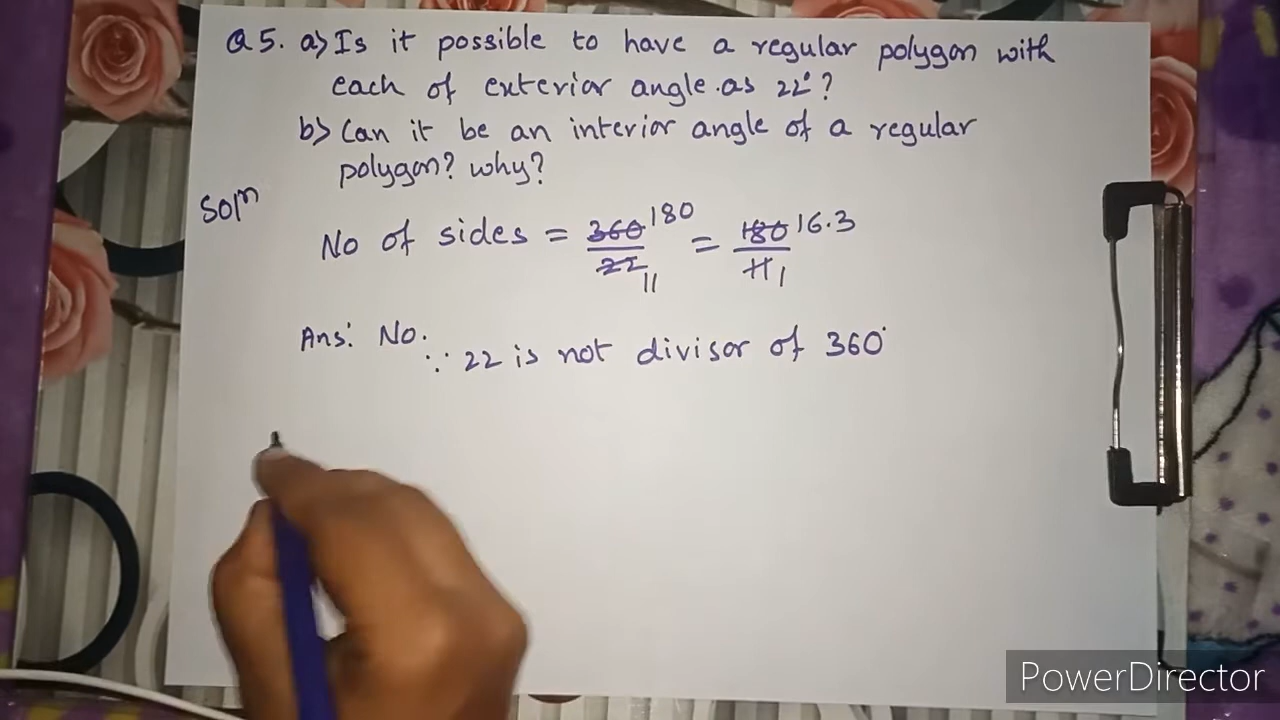 Q5. a) Is it possible to have a regular polygon with
each of exterior angle.as 22°?
b) Can it be an interior angle of a regular
polygon? why?
Soln
No of sides = 360 180 / 22 11 = 180 16.3 / 11 1
Ans: No.
∵ 22 is not divisor of 360°
PowerDirector